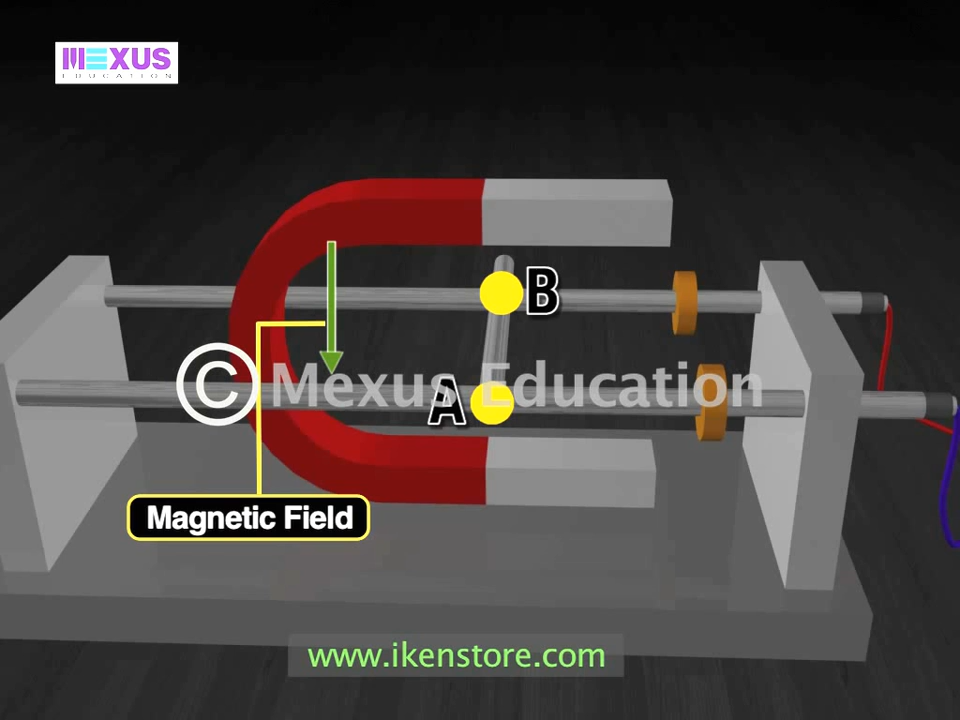 MEXUS
EDUCATION
B
© Mexus Education
A
Magnetic Field
www.ikenstore.com